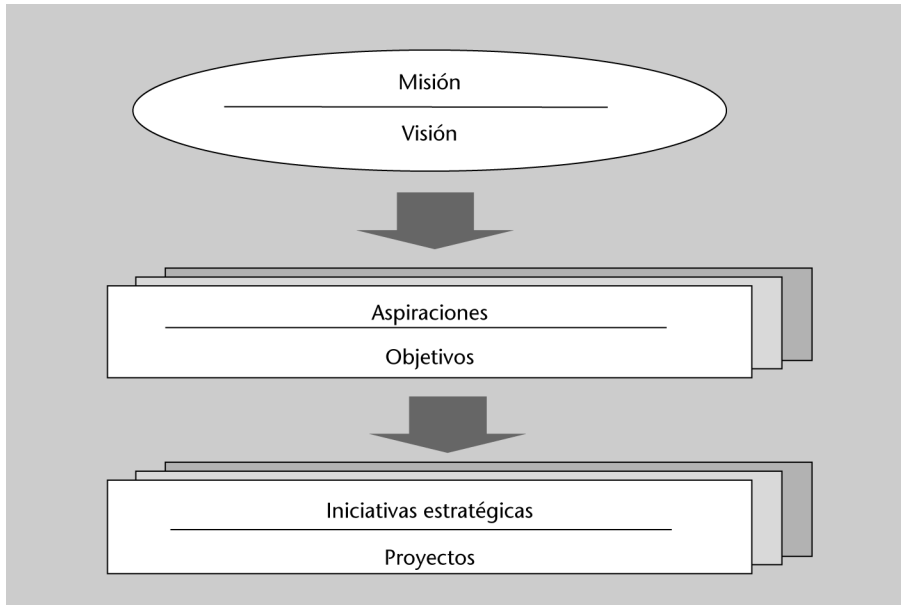 Misión
Visión
Aspiraciones
Objetivos
Iniciativas estratégicas
Proyectos